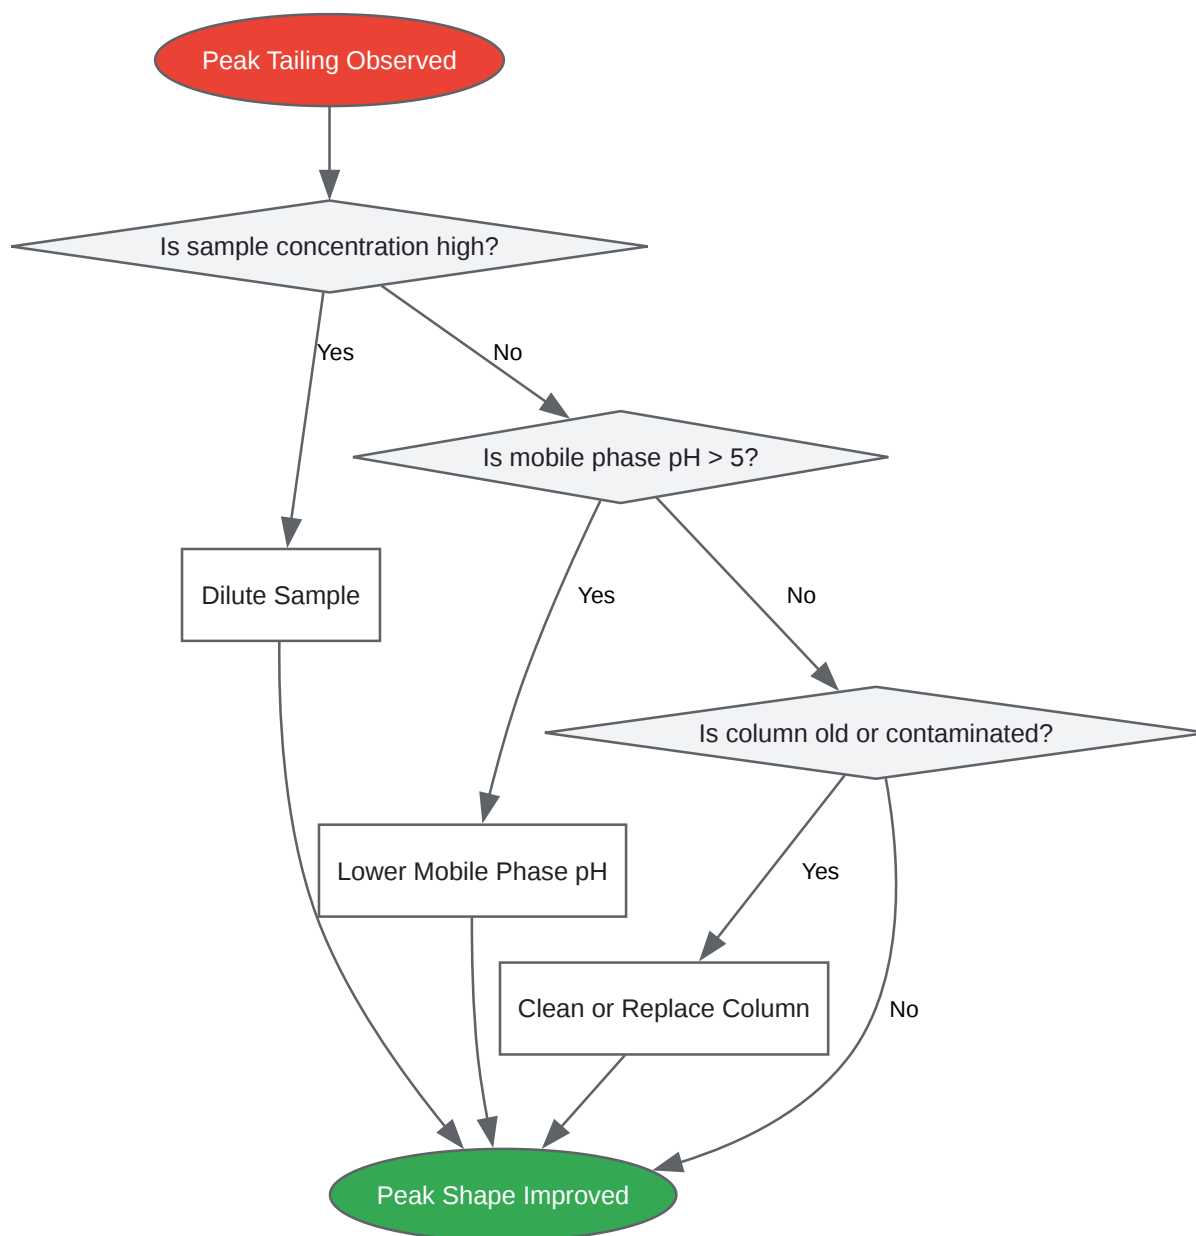 Peak Tailing Observed
Is sample concentration high?
Yes
No
Is mobile phase pH > 5?
Dilute Sample
Yes
No
Is column old or contaminated?
Lower Mobile Phase pH
Yes
Clean or Replace Column
No
Peak Shape Improved